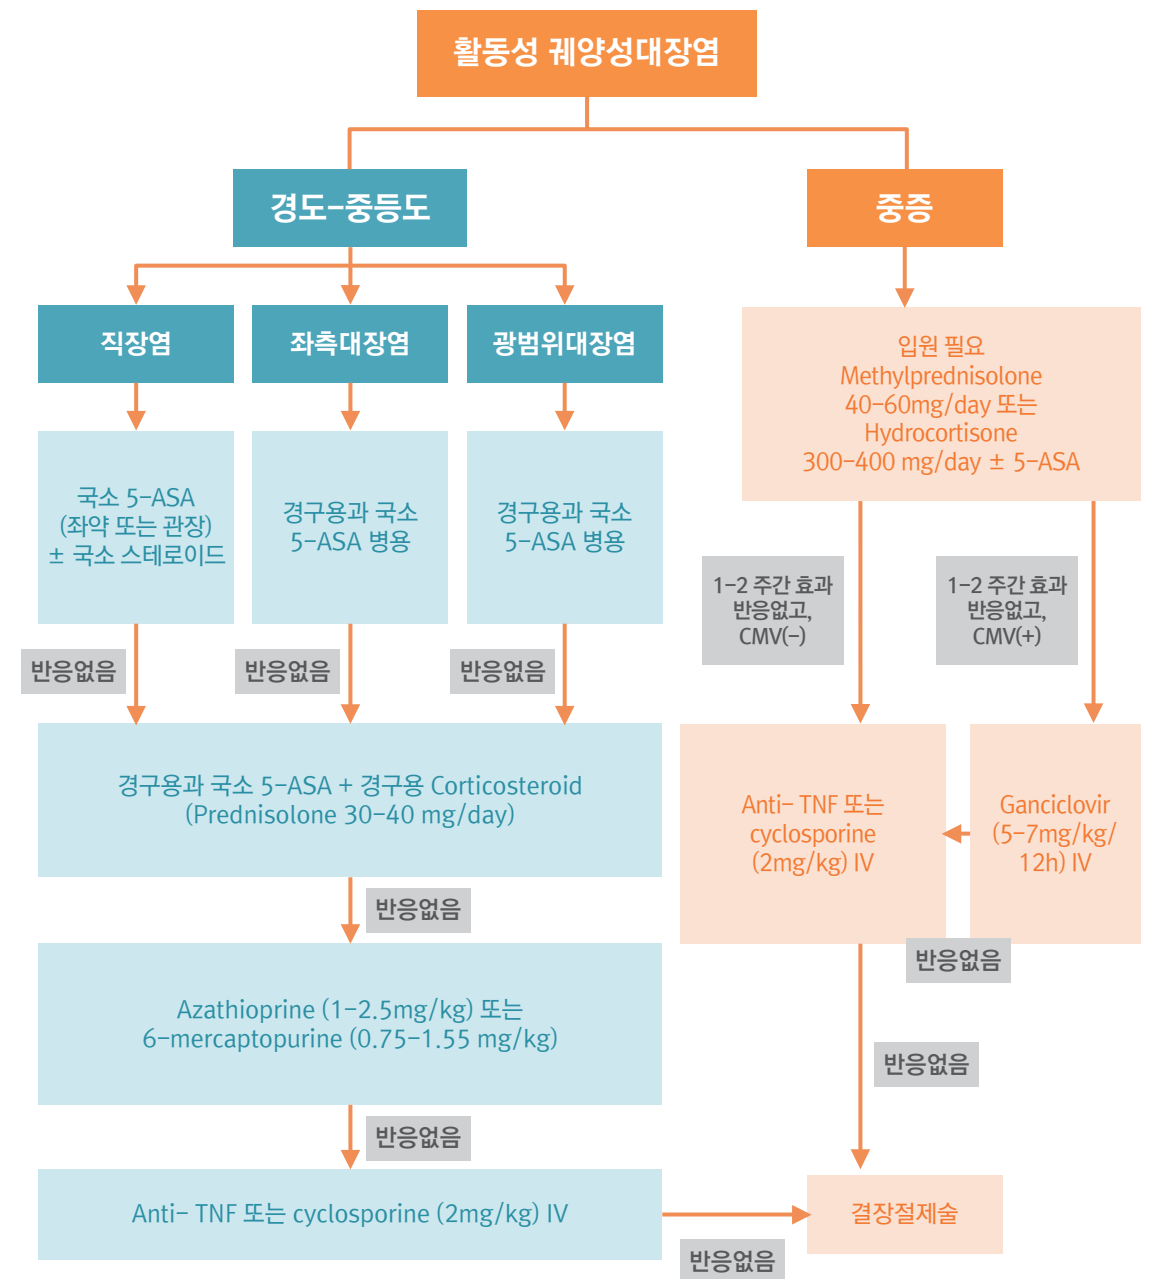 활동성 궤양성대장염
경도-중등도
중증
직장염
좌측대장염
광범위대장염
입원 필요
Methylprednisolone
40-60mg/day 또는
Hydrocortisone
300-400 mg/day ± 5-ASA
국소 5-ASA
(좌약 또는 관장)
± 국소 스테로이드
경구용과 국소
5-ASA 병용
경구용과 국소
5-ASA 병용
1-2 주간 효과
반응없고,
CMV(-)
1-2 주간 효과
반응없고,
CMV(+)
반응없음
반응없음
반응없음
경구용과 국소 5-ASA + 경구용 Corticosteroid
(Prednisolone 30-40 mg/day)
Anti- TNF 또는
cyclosporine
(2mg/kg) IV
Ganciclovir
(5-7mg/kg/
12h) IV
반응없음
반응없음
Azathioprine (1-2.5mg/kg) 또는
6-mercaptopurine (0.75-1.55 mg/kg)
반응없음
반응없음
Anti- TNF 또는 cyclosporine (2mg/kg) IV
결장절제술
반응없음